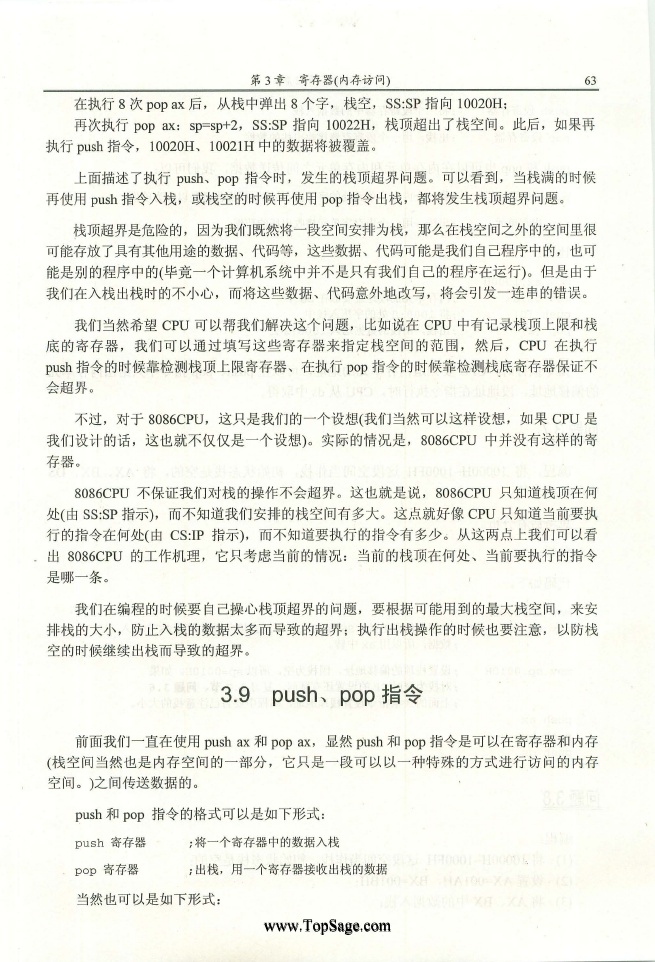 第 3 章 寄存器(内存访问) 63
在执行 8 次 pop ax 后，从栈中弹出 8 个字，栈空，SS:SP 指向 10020H；
再次执行 pop ax：sp=sp+2，SS:SP 指向 10022H，栈顶超出了栈空间。此后，如果再
执行 push 指令，10020H、10021H 中的数据将被覆盖。
上面描述了执行 push、pop 指令时，发生的栈顶超界问题。可以看到，当栈满的时候
再使用 push 指令入栈，或栈空的时候再使用 pop 指令出栈，都将发生栈顶超界问题。
栈顶超界是危险的，因为我们既然将一段空间安排为栈，那么在栈空间之外的空间里很
可能存放了具有其他用途的数据、代码等，这些数据、代码可能是我们自己程序中的，也可
能是别的程序中的(毕竟一个计算机系统中并不是只有我们自己的程序在运行)。但是由于
我们在入栈出栈时的不小心，而将这些数据、代码意外地改写，将会引发一连串的错误。
我们当然希望 CPU 可以帮我们解决这个问题，比如说在 CPU 中有记录栈顶上限和栈
底的寄存器，我们可以通过填写这些寄存器来指定栈空间的范围，然后，CPU 在执行
push 指令的时候靠检测栈顶上限寄存器、在执行 pop 指令的时候靠检测栈底寄存器保证不
会超界。
不过，对于 8086CPU，这只是我们的一个设想(我们当然可以这样设想，如果 CPU 是
我们设计的话，这也就不仅仅是一个设想)。实际的情况是，8086CPU 中并没有这样的寄
存器。
8086CPU 不保证我们对栈的操作不会超界。这也就是说，8086CPU 只知道栈顶在何
处(由 SS:SP 指示)，而不知道我们安排的栈空间有多大。这点就好像 CPU 只知道当前要执
行的指令在何处(由 CS:IP 指示)，而不知道要执行的指令有多少。从这两点上我们可以看
出 8086CPU 的工作机理，它只考虑当前的情况：当前的栈顶在何处、当前要执行的指令
是哪一条。
我们在编程的时候要自己操心栈顶超界的问题，要根据可能用到的最大栈空间，来安
排栈的大小，防止入栈的数据太多而导致的超界；执行出栈操作的时候也要注意，以防栈
空的时候继续出栈而导致的超界。
3.9 push、pop 指令
前面我们一直在使用 push ax 和 pop ax，显然 push 和 pop 指令是可以在寄存器和内存
(栈空间当然也是内存空间的一部分，它只是一段可以以一种特殊的方式进行访问的内存
空间。)之间传送数据的。
push 和 pop 指令的格式可以是如下形式：
push 寄存器 ;将一个寄存器中的数据入栈
pop 寄存器 ;出栈，用一个寄存器接收出栈的数据
当然也可以是如下形式：
www.TopSage.com